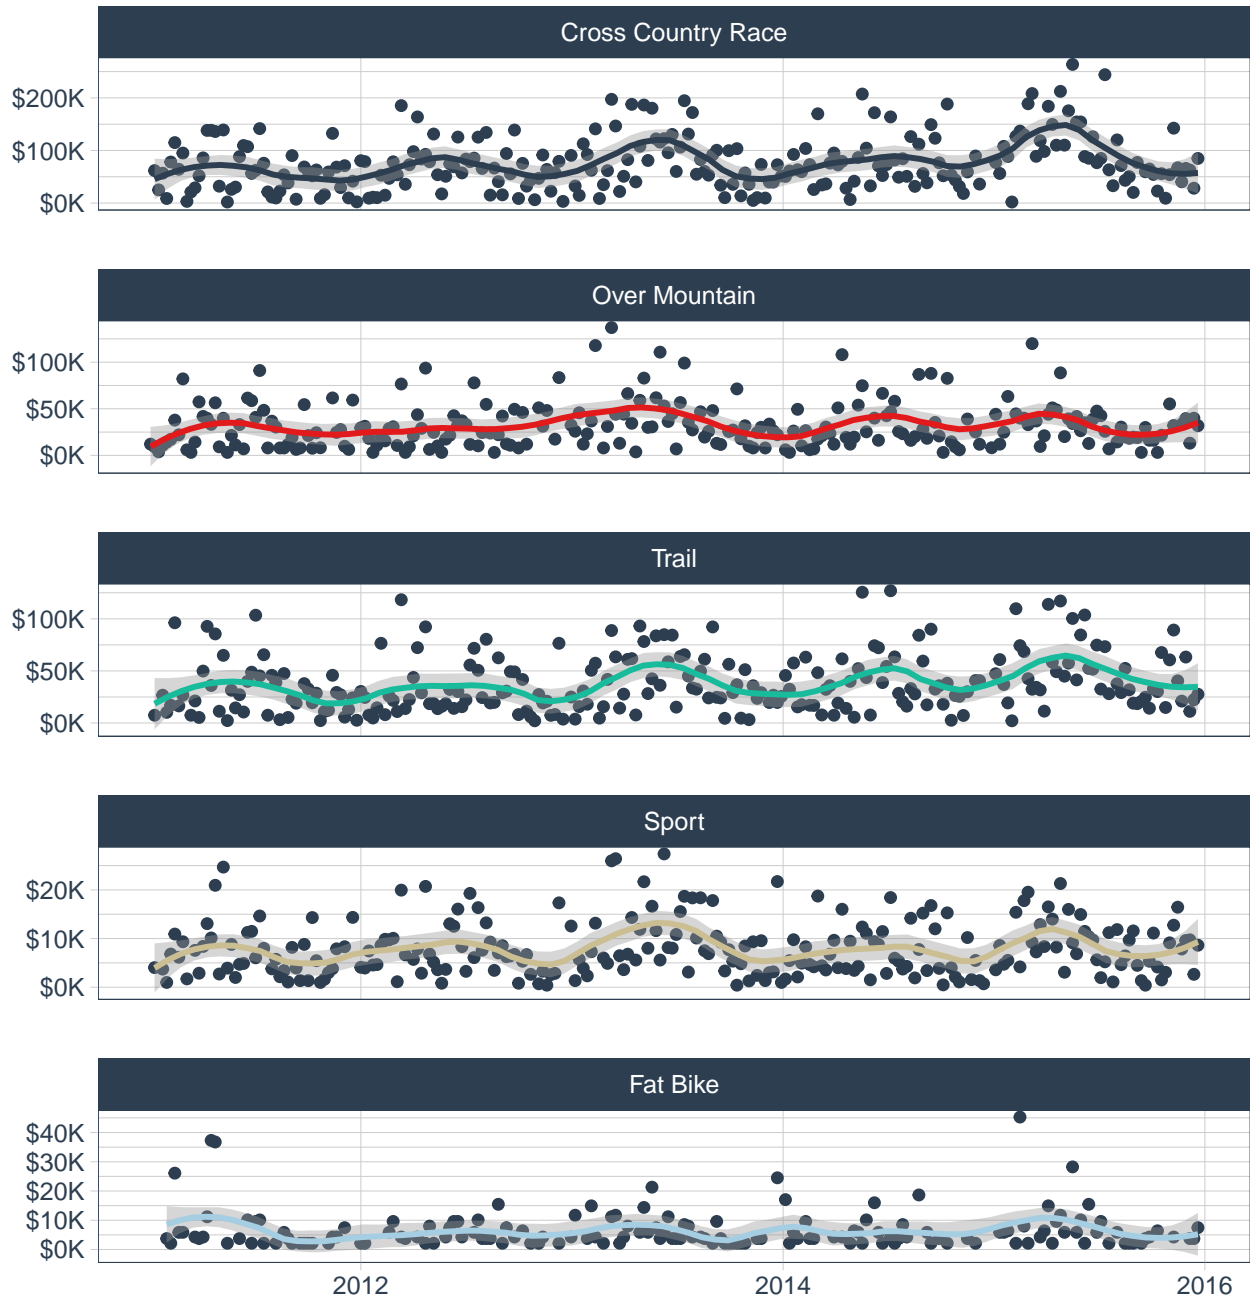 Cross Country Race
$200K
$100K
$0K
Over Mountain
$100K
$50K
$0K
Trail
$100K
$50K
$0K
Sport
$20K
$10K
$0K
Fat Bike
$40K
$30K
$20K
$10K
$0K
2012 2014 2016